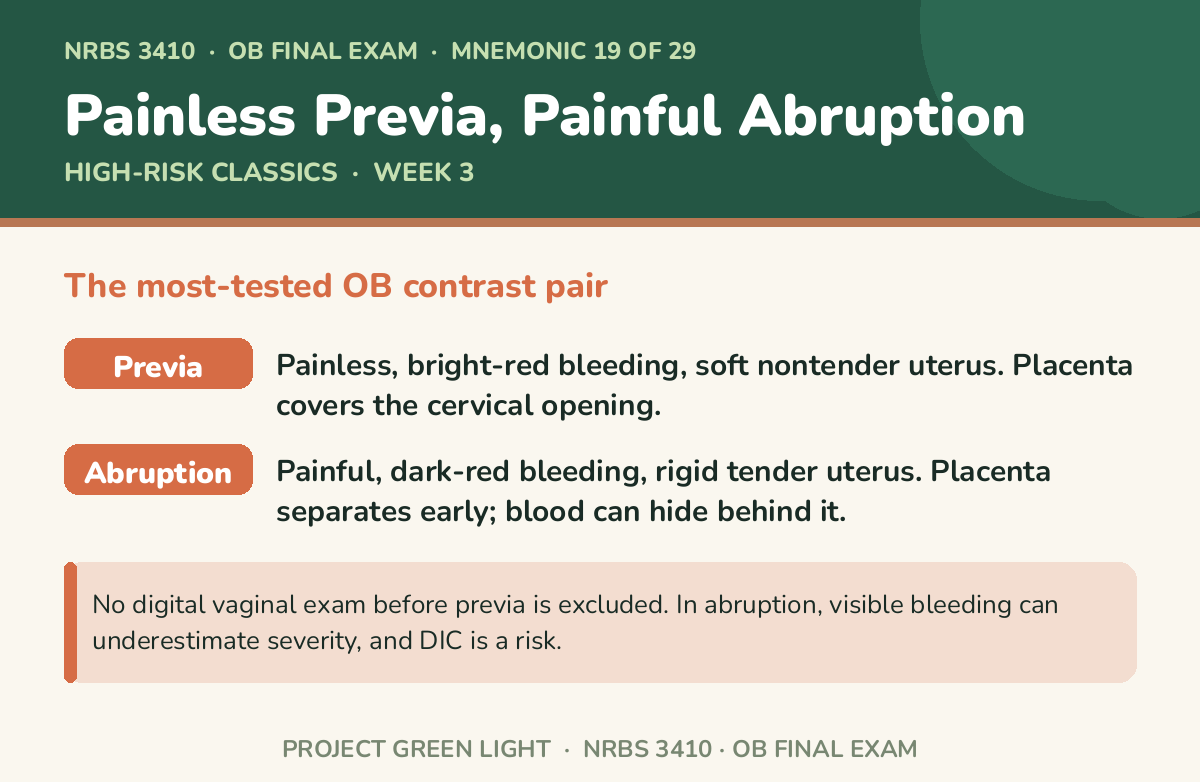 NRBS 3410 · OB FINAL EXAM · MNEMONIC 19 OF 29
Painless Previa, Painful Abruption
HIGH-RISK CLASSICS · WEEK 3
The most-tested OB contrast pair
Previa
Painless, bright-red bleeding, soft nontender uterus. Placenta
covers the cervical opening.
Abruption
Painful, dark-red bleeding, rigid tender uterus. Placenta
separates early; blood can hide behind it.
No digital vaginal exam before previa is excluded. In abruption, visible bleeding can
underestimate severity, and DIC is a risk.
PROJECT GREEN LIGHT · NRBS 3410 · OB FINAL EXAM